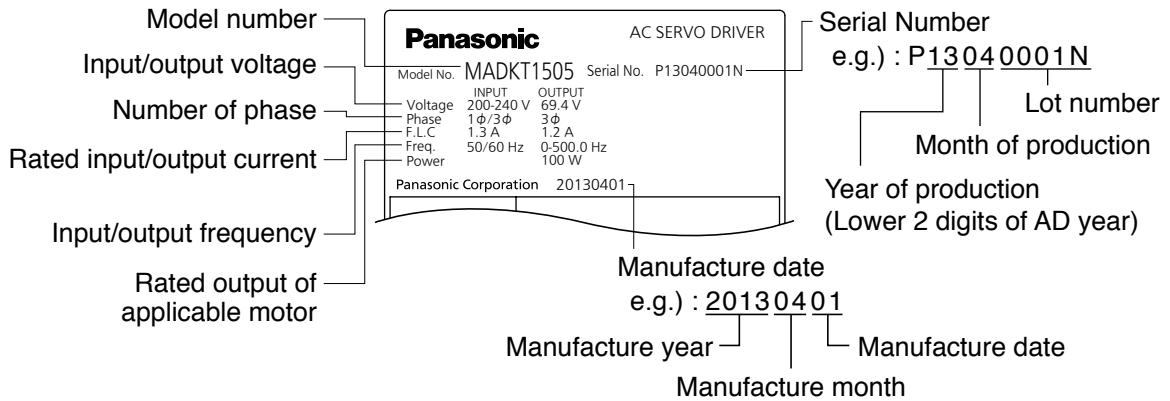 Model number
Input/output voltage
Number of phase
Rated input/output current
Input/output frequency
Rated output of
applicable motor
Panasonic AC SERVO DRIVER
Model No. MADKT1505 Serial No. P13040001N
INPUT OUTPUT
Voltage 200-240 V 69.4 V
Phase 1ϕ/3ϕ 3ϕ
F.L.C 1.3 A 1.2 A
Freq. 50/60 Hz 0-500.0 Hz
Power 100 W
Panasonic Corporation 20130401
Serial Number
e.g.) : P13040001N
Lot number
Month of production
Year of production
(Lower 2 digits of AD year)
Manufacture date
e.g.) : 20130401
Manufacture year
Manufacture date
Manufacture month